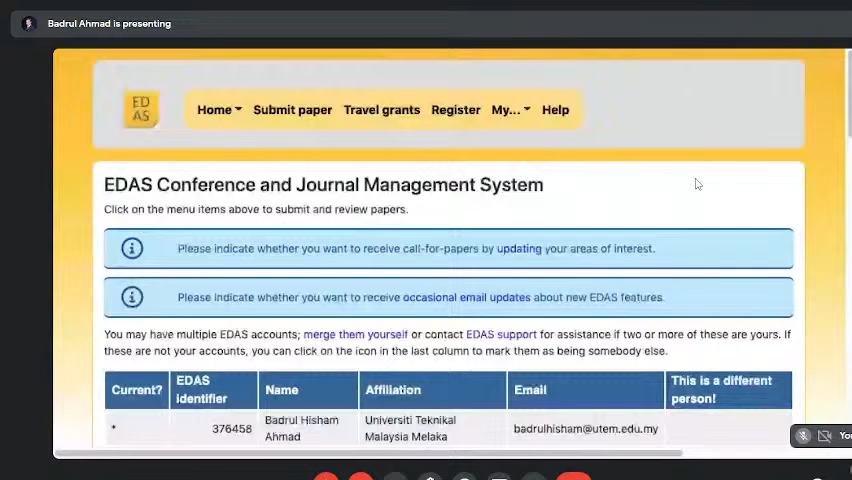 Badrul Ahmad is presenting
ED
AS
Home Submit paper Travel grants Register My... Help
EDAS Conference and Journal Management System
Click on the menu items above to submit and review papers.
Please indicate whether you want to receive call-for-papers by updating your areas of interest.
Please indicate whether you want to receive occasional email updates about new EDAS features.
You may have multiple EDAS accounts; merge them yourself or contact EDAS support for assistance if two or more of these are yours. If
these are not your accounts, you can click on the icon in the last column to mark them as being somebody else.
Current? EDAS identifier Name Affiliation Email This is a different person!
* 376458 Badrul Hisham Ahmad Universiti Teknikal Malaysia Melaka badrulhisham@utem.edu.my